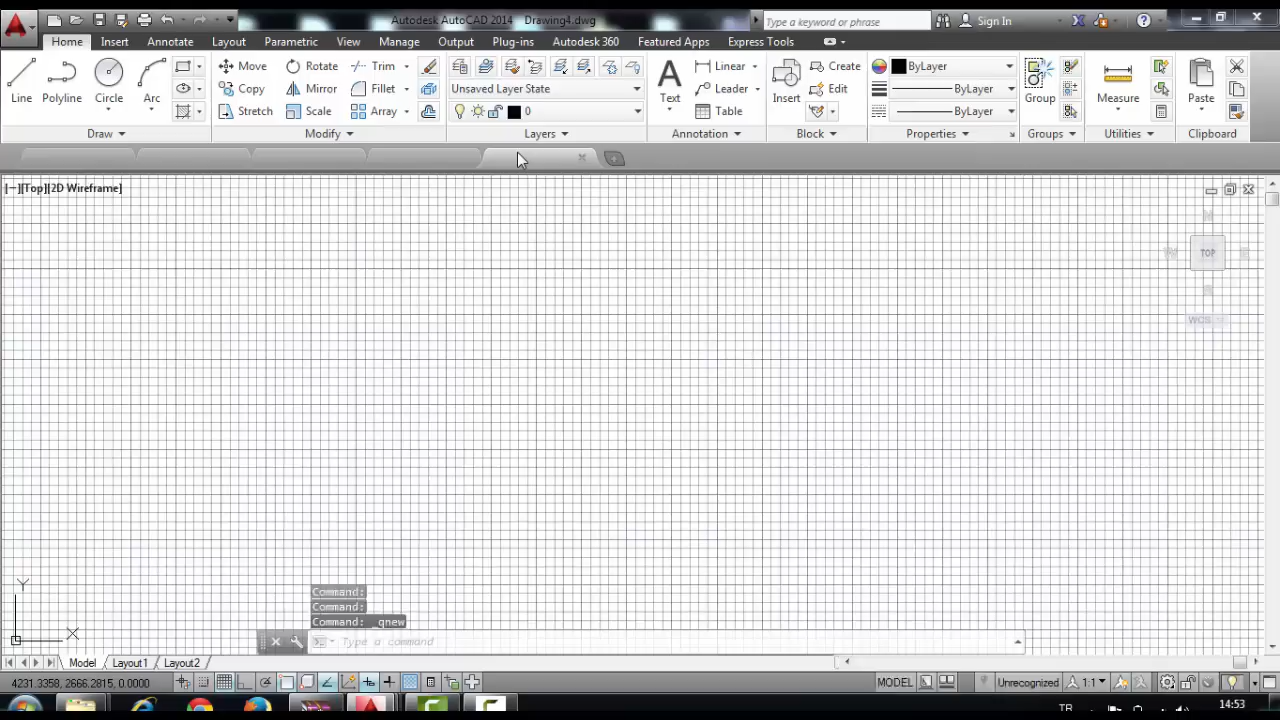 Autodesk AutoCAD 2014 Drawing4.dwg
Type a keyword or phrase
Sign In
Home Insert Annotate Layout Parametric View Manage Output Plug-ins Autodesk 360 Featured Apps Express Tools
Line Polyline Circle Arc
Move Rotate Trim
Copy Mirror Fillet
Stretch Scale Array
Unsaved Layer State
0
Text
Linear
Leader
Table
Insert
Create
Edit
ByLayer
ByLayer
ByLayer
Group
Measure
Paste
Draw Modify Layers Annotation Block Properties Groups Utilities Clipboard
[−][Top][2D Wireframe]
TOP
WCS
Y
X
Command:
Command:
Command: _qnew
Type a command
Model Layout1 Layout2
4231.3358, 2666.2815, 0.0000
MODEL
Unrecognized
1:1
TR
14:53